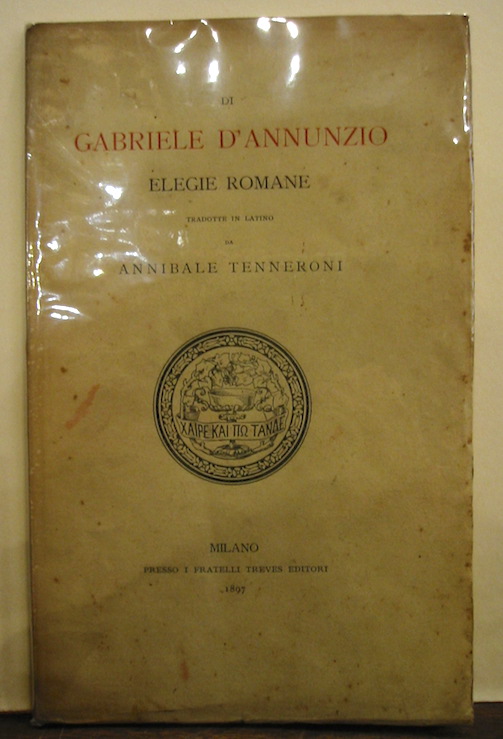 DI
GABRIELE D'ANNUNZIO
ELEGIE ROMANE
TRADOTTE IN LATINO
DA
ANNIBALE TENNERONI
ΧΑΙΡΕ ΚΑΙ ΠΩ ΤΑΝΔΕ
MILANO
PRESSO I FRATELLI TREVES EDITORI
1897